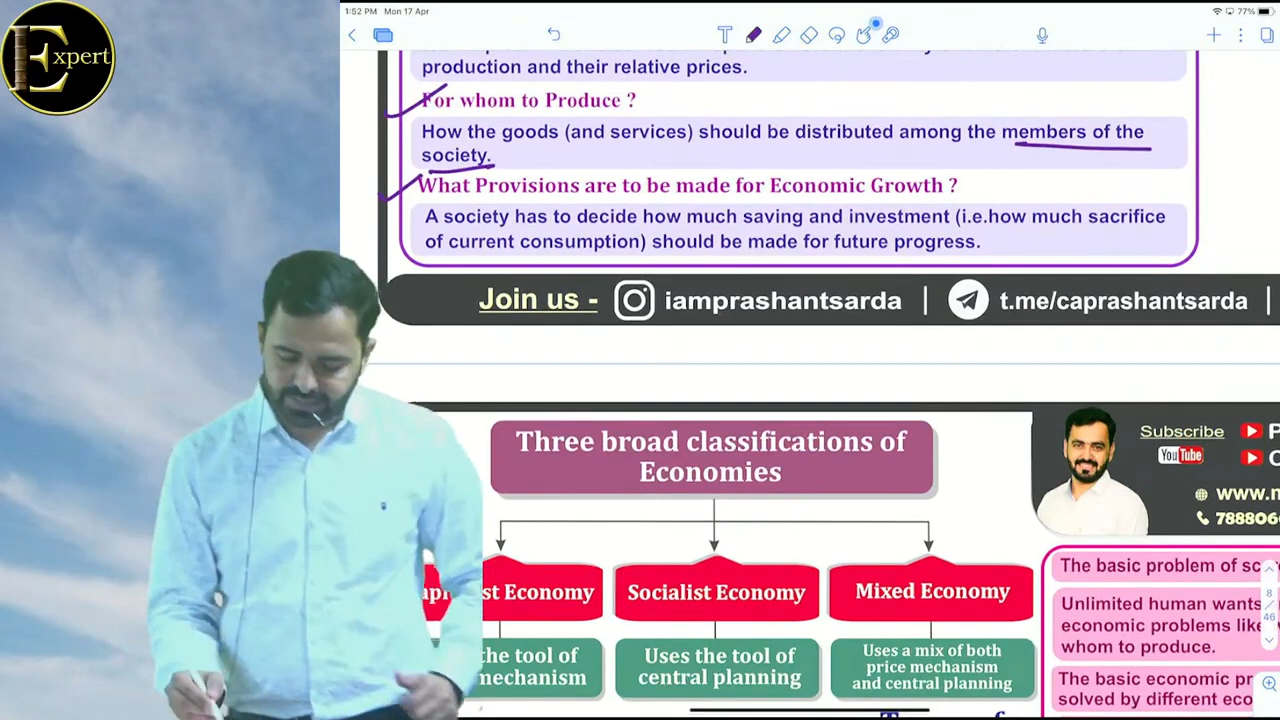 1:52 PM Mon 17 Apr
77%
Expert
production and their relative prices.
For whom to Produce ?
How the goods (and services) should be distributed among the members of the
society.
What Provisions are to be made for Economic Growth ?
A society has to decide how much saving and investment (i.e.how much sacrifice
of current consumption) should be made for future progress.
Join us - iamprashantsarda | t.me/caprashantsarda |
Three broad classifications of
Economies
Subscribe
YouTube
P
C
www.
788806
st Economy
Socialist Economy
Mixed Economy
the tool of
mechanism
Uses the tool of
central planning
Uses a mix of both
price mechanism
and central planning
The basic problem of sc
Unlimited human wants
economic problems like
whom to produce.
The basic economic pr
solved by different eco
8
/
46